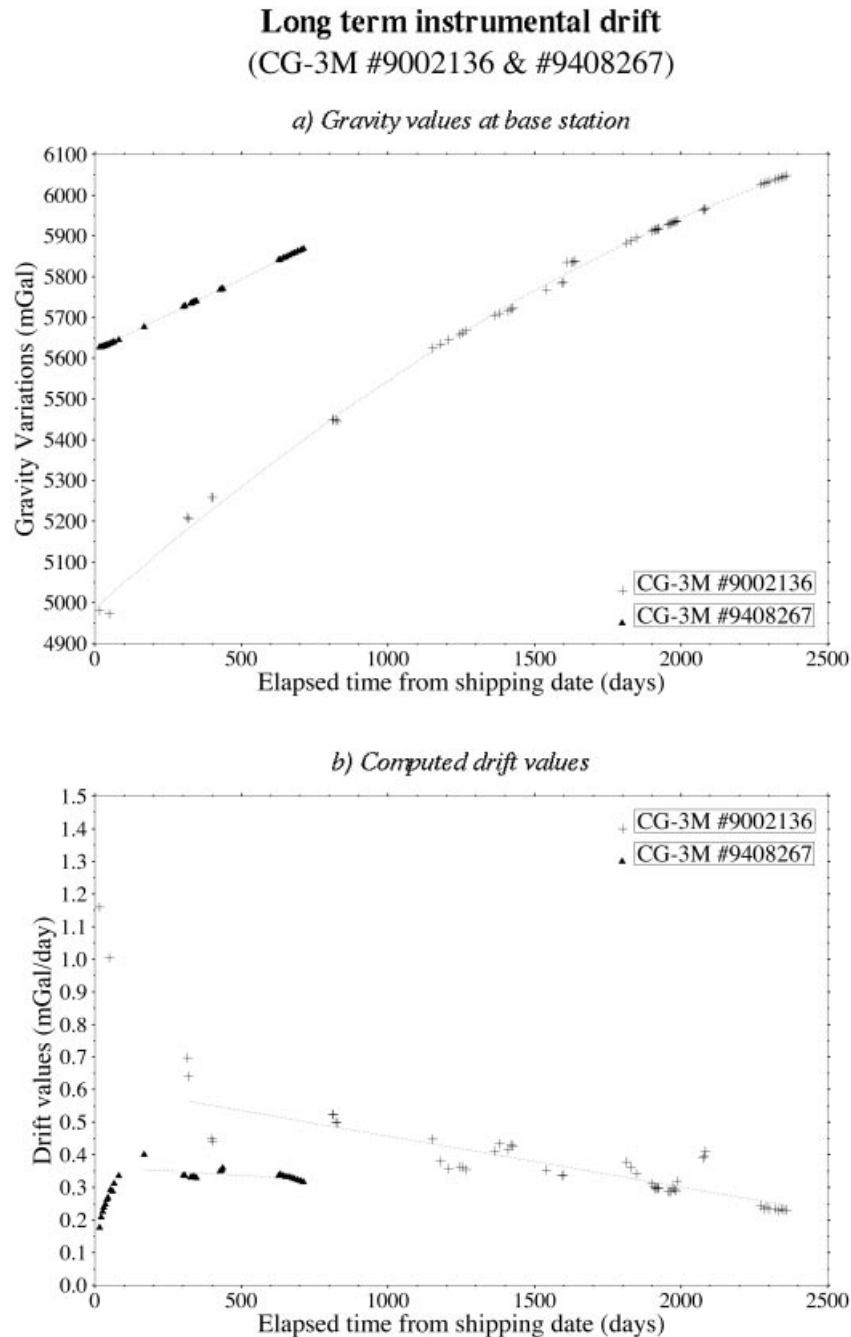 Long term instrumental drift
(CG-3M #9002136 & #9408267)
a) Gravity values at base station
Gravity Variations (mGal)
6100
6000
5900
5800
5700
5600
5500
5400
5300
5200
5100
5000
4900
CG-3M #9002136
CG-3M #9408267
0 500 1000 1500 2000 2500
Elapsed time from shipping date (days)
b) Computed drift values
Drift values (mGal/day)
1.5
1.4
1.3
1.2
1.1
1.0
0.9
0.8
0.7
0.6
0.5
0.4
0.3
0.2
0.1
0.0
CG-3M #9002136
CG-3M #9408267
0 500 1000 1500 2000 2500
Elapsed time from shipping date (days)